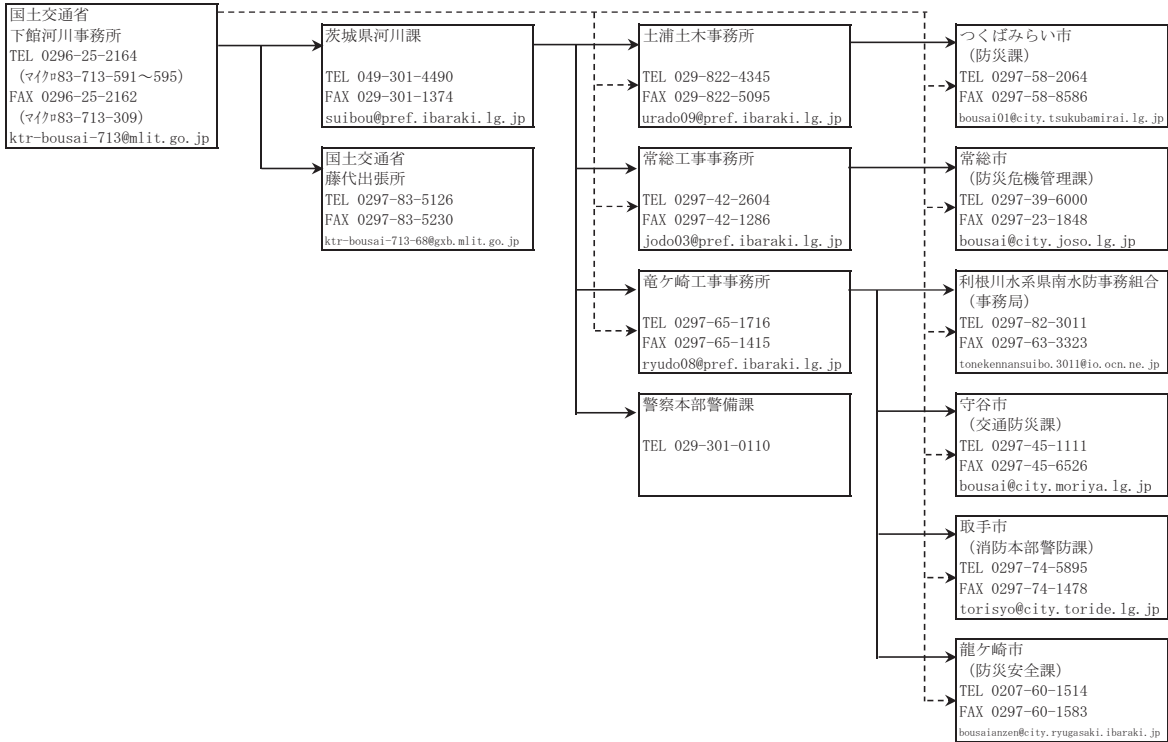 国土交通省
下館河川事務所
TEL 0296-25-2164
（ﾏｲｸﾛ83-713-591～595）
FAX 0296-25-2162
（ﾏｲｸﾛ83-713-309）
ktr-bousai-713@mlit.go.jp
茨城県河川課
TEL 049-301-4490
FAX 029-301-1374
suibou@pref.ibaraki.lg.jp
国土交通省
藤代出張所
TEL 0297-83-5126
FAX 0297-83-5230
ktr-bousai-713-68@gxb.mlit.go.jp
土浦土木事務所
TEL 029-822-4345
FAX 029-822-5095
urado09@pref.ibaraki.lg.jp
常総工事事務所
TEL 0297-42-2604
FAX 0297-42-1286
jodo03@pref.ibaraki.lg.jp
竜ケ崎工事事務所
TEL 0297-65-1716
FAX 0297-65-1415
ryudo08@pref.ibaraki.lg.jp
警察本部警備課
TEL 029-301-0110
つくばみらい市
（防災課）
TEL 0297-58-2064
FAX 0297-58-8586
bousai01@city.tsukubamirai.lg.jp
常総市
（防災危機管理課）
TEL 0297-39-6000
FAX 0297-23-1848
bousai@city.joso.lg.jp
利根川水系県南水防事務組合
（事務局）
TEL 0297-82-3011
FAX 0297-63-3323
tonekennansuibo.3011@io.ocn.ne.jp
守谷市
（交通防災課）
TEL 0297-45-1111
FAX 0297-45-6526
bousai@city.moriya.lg.jp
取手市
（消防本部警防課）
TEL 0297-74-5895
FAX 0297-74-1478
torisyo@city.toride.lg.jp
龍ケ崎市
（防災安全課）
TEL 0207-60-1514
FAX 0297-60-1583
bousaianzen@city.ryugasaki.ibaraki.jp